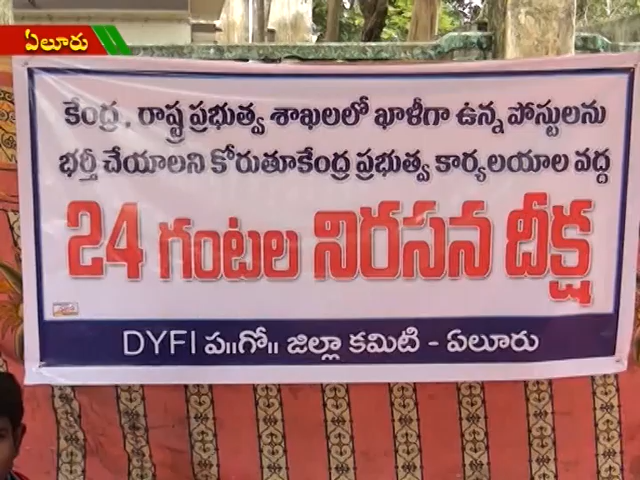 ఏలూరు
కేంద్ర, రాష్ట్ర ప్రభుత్వ శాఖలలో ఖాళీగా ఉన్న పోస్టులను
భర్తీ చేయాలని కోరుతూకేంద్ర ప్రభుత్వ కార్యలయాల వద్ద
24 గంటల నిరసన దీక్ష
DYFI ప॥గో॥ జిల్లా కమిటి - ఏలూరు